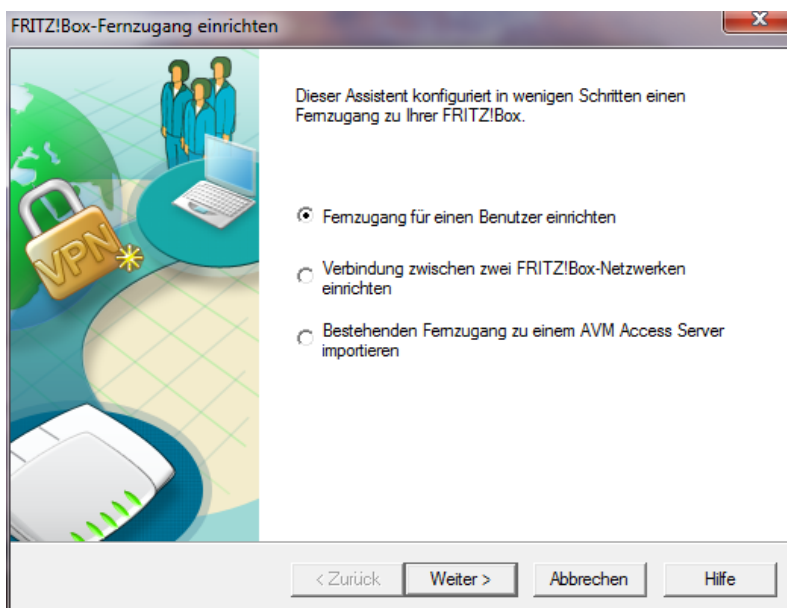 FRITZ!Box-Fernzugang einrichten
Dieser Assistent konfiguriert in wenigen Schritten einen
Fernzugang zu Ihrer FRITZ!Box.
Fernzugang für einen Benutzer einrichten
Verbindung zwischen zwei FRITZ!Box-Netzwerken
einrichten
Bestehenden Fernzugang zu einem AVM Access Server
importieren
VPN
< Zurück
Weiter >
Abbrechen
Hilfe